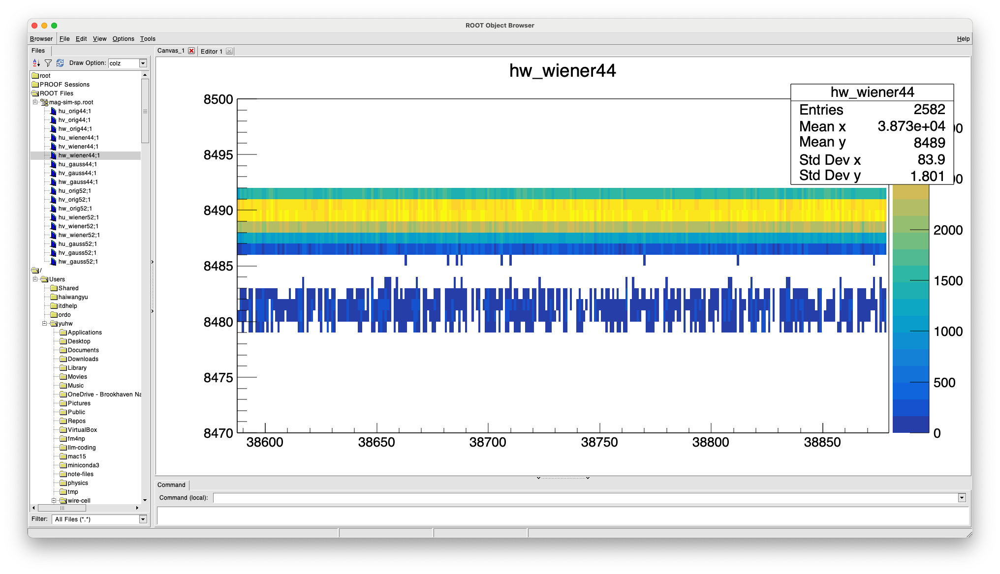 ROOT Object Browser
Browser File Edit View Options Tools Help
Files
Canvas_1 Editor 1
Draw Option: colz
root
PROOF Sessions
ROOT Files
mag-sim-sp.root
hu_orig44;1
hv_orig44;1
hw_orig44;1
hu_wiener44;1
hv_wiener44;1
hw_wiener44;1
hu_gauss44;1
hv_gauss44;1
hw_gauss44;1
hu_orig52;1
hv_orig52;1
hw_orig52;1
hu_wiener52;1
hv_wiener52;1
hw_wiener52;1
hu_gauss52;1
hv_gauss52;1
hw_gauss52;1
/
Users
Shared
haiwangyu
itdhelp
ordo
yuhw
Applications
Desktop
Documents
Downloads
Library
Movies
Music
OneDrive - Brookhaven Na
Pictures
Public
Repos
VirtualBox
fm4np
llm-coding
mac15
miniconda3
note-files
physics
tmp
wire-cell
Filter: All Files (*.*)
hw_wiener44
hw_wiener44
Entries 2582
Mean x 3.873e+04
Mean y 8489
Std Dev x 83.9
Std Dev y 1.801
8500
8495
8490
8485
8480
8475
8470
38600 38650 38700 38750 38800 38850
2000
1500
1000
500
0
Command
Command (local):